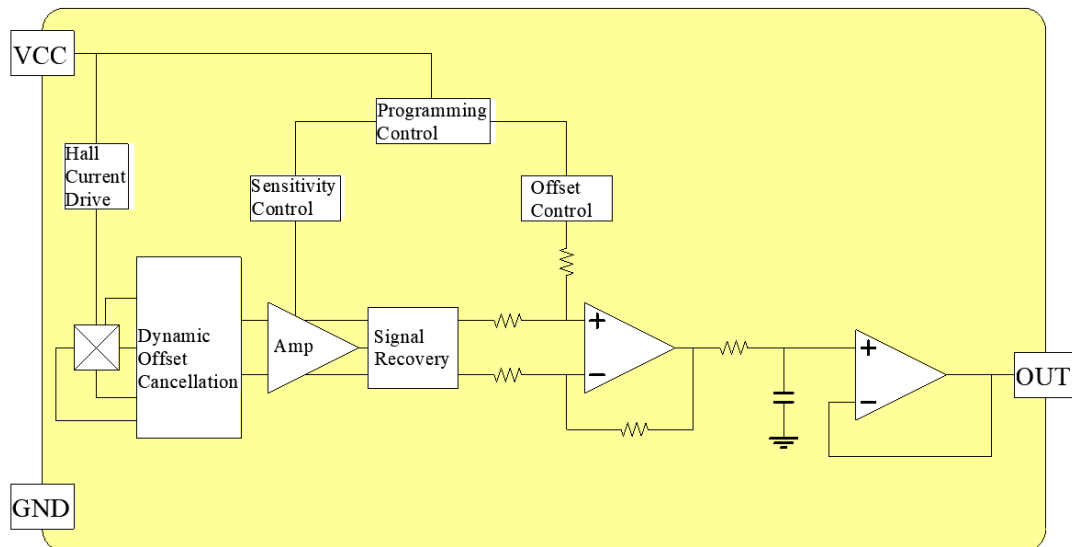 VCC
Programming
Control
Hall
Current
Drive
Sensitivity
Control
Offset
Control
Dynamic
Offset
Cancellation
Amp
Signal
Recovery
+
−
+
−
OUT
GND